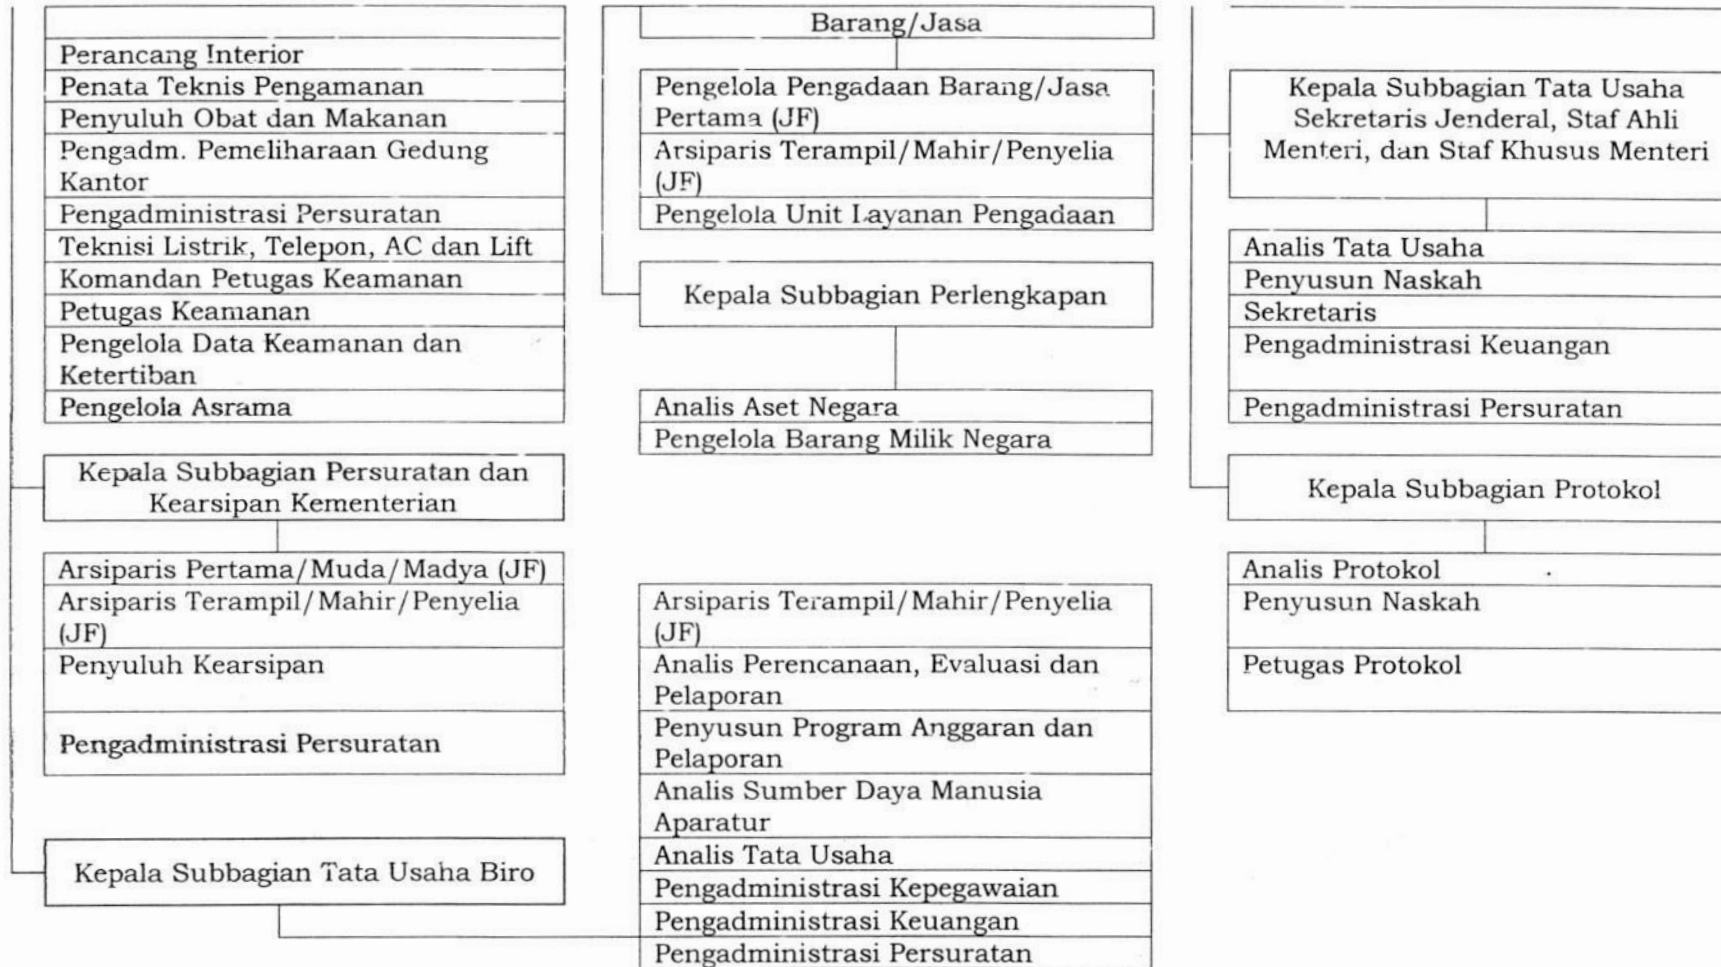 Perancang Interior
Penata Teknis Pengamanan
Penyuluh Obat dan Makanan
Pengadm. Pemeliharaan Gedung
Kantor
Pengadministrasi Persuratan
Teknisi Listrik, Telepon, AC dan Lift
Komandan Petugas Keamanan
Petugas Keamanan
Pengelola Data Keamanan dan
Ketertiban
Pengelola Asrama
Kepala Subbagian Persuratan dan
Kearsipan Kementerian
Arsiparis Pertama/Muda/Madya (JF)
Arsiparis Terampil/Mahir/Penyelia
(JF)
Penyuluh Kearsipan
Pengadministrasi Persuratan
Kepala Subbagian Tata Usaha Biro
Barang/Jasa
Pengelola Pengadaan Barang/Jasa
Pertama (JF)
Arsiparis Terampil/Mahir/Penyelia
(JF)
Pengelola Unit Layanan Pengadaan
Kepala Subbagian Perlengkapan
Analis Aset Negara
Pengelola Barang Milik Negara
Arsiparis Terampil/Mahir/Penyelia
(JF)
Analis Perencanaan, Evaluasi dan
Pelaporan
Penyusun Program Anggaran dan
Pelaporan
Analis Sumber Daya Manusia
Aparatur
Analis Tata Usaha
Pengadministrasi Kepegawaian
Pengadministrasi Keuangan
Pengadministrasi Persuratan
Kepala Subbagian Tata Usaha
Sekretaris Jenderal, Staf Ahli
Menteri, dan Staf Khusus Menteri
Analis Tata Usaha
Penyusun Naskah
Sekretaris
Pengadministrasi Keuangan
Pengadministrasi Persuratan
Kepala Subbagian Protokol
Analis Protokol
Penyusun Naskah
Petugas Protokol